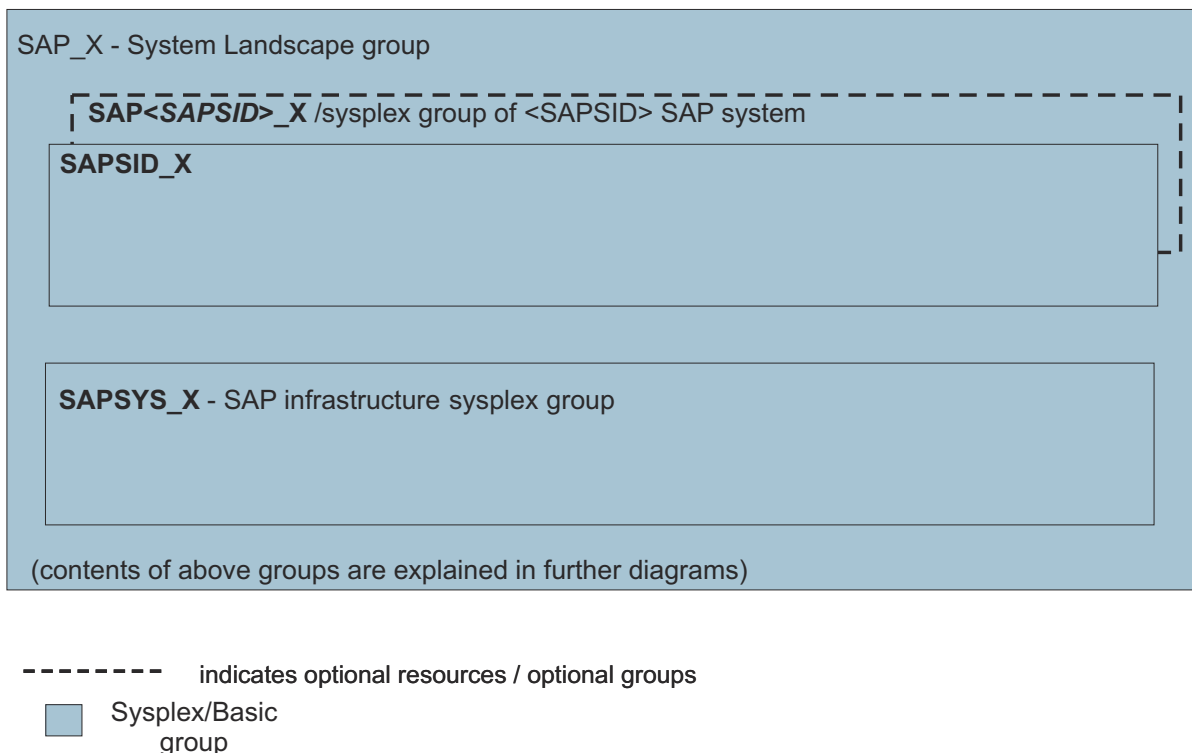 SAP_X - System Landscape group
SAP<SAPSID>_X /sysplex group of <SAPSID> SAP system
SAPSID_X
SAPSYS_X - SAP infrastructure sysplex group
(contents of above groups are explained in further diagrams)
indicates optional resources / optional groups
Sysplex/Basic
group